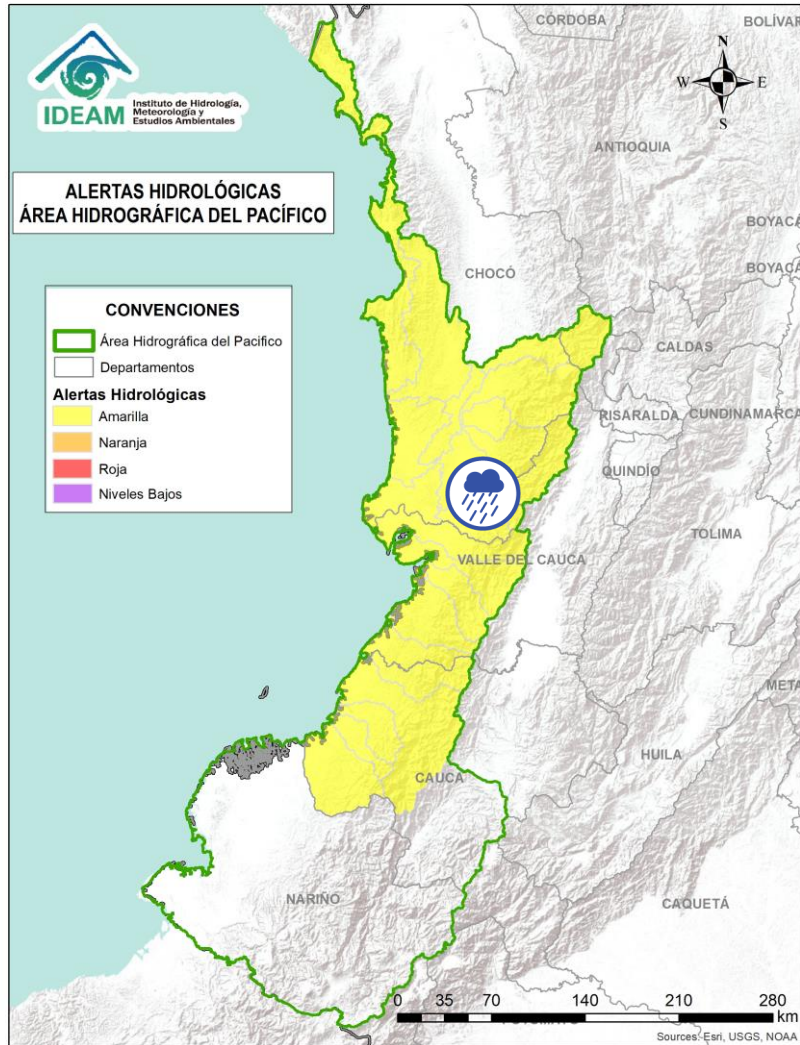 CÓRDOBA
BOLÍVAR
N
W E
S
IDEAM
Instituto de Hidrología,
Meteorología y
Estudios Ambientales
ANTIOQUIA
ALERTAS HIDROLÓGICAS
ÁREA HIDROGRÁFICA DEL PACÍFICO
BOYACÁ
BOYACÁ
CHOCÓ
CONVENCIONES
Área Hidrográfica del Pacifico
Departamentos
Alertas Hidrológicas
Amarilla
Naranja
Roja
Niveles Bajos
CALDAS
RISARALDA
CUNDINAMARCA
QUINDÍO
TOLIMA
VALLE DEL CAUCA
META
HUILA
CAUCA
NARIÑO
CAQUETÁ
0 35 70 140 210 280
km
Sources: Esri, USGS, NOAA